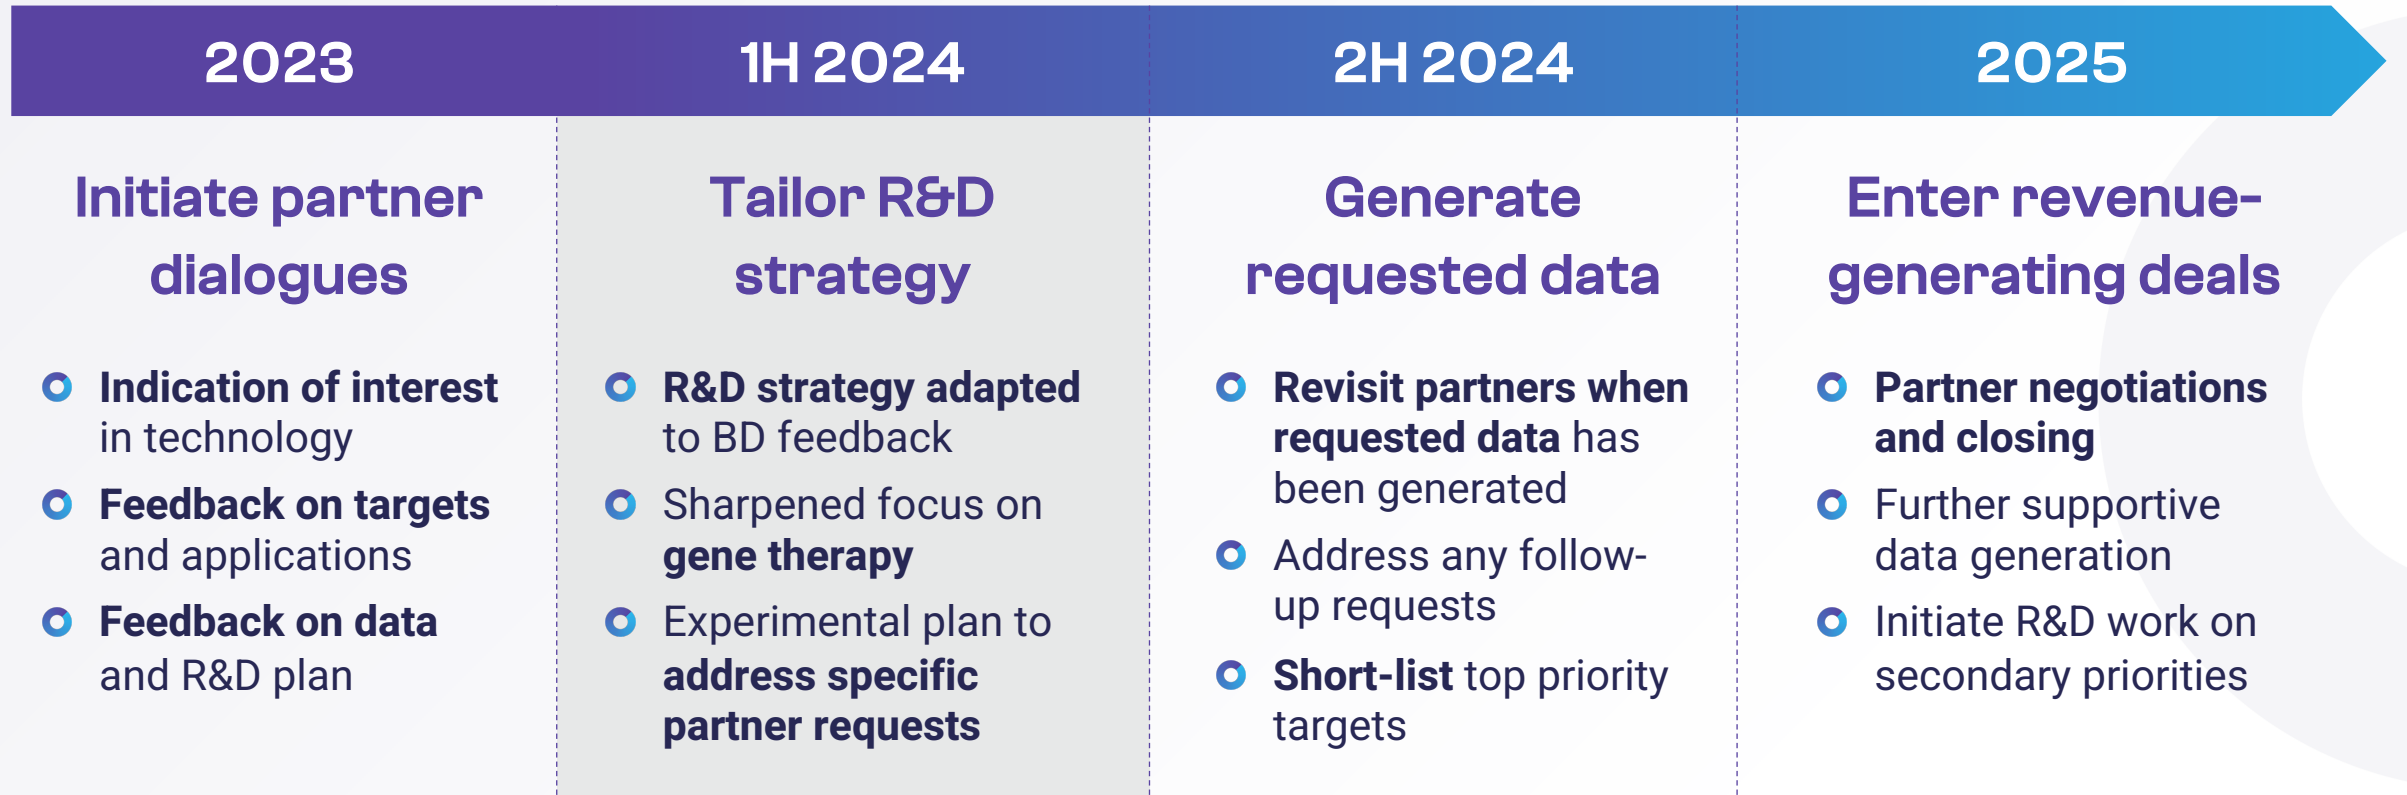 2023
1H 2024
2H 2024
2025
Initiate partner
dialogues
Indication of interest
in technology
Feedback on targets
and applications
Feedback on data
and R&D plan
Tailor R&D
strategy
R&D strategy adapted
to BD feedback
Sharpened focus on
gene therapy
Experimental plan to
address specific
partner requests
Generate
requested data
Revisit partners when
requested data has
been generated
Address any follow-
up requests
Short-list top priority
targets
Enter revenue-
generating deals
Partner negotiations
and closing
Further supportive
data generation
Initiate R&D work on
secondary priorities